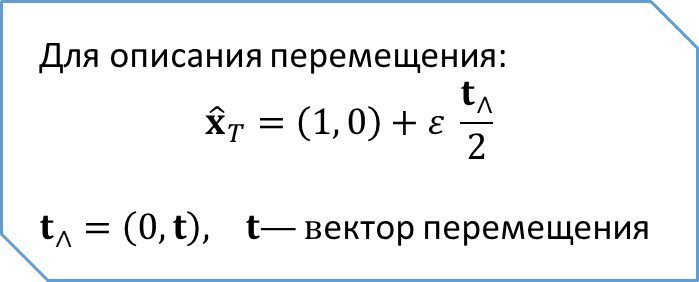 Для описания перемещения:
x̂_T = (1, 0) + ε t_∧/2
t_∧ = (0, t), t— вектор перемещения